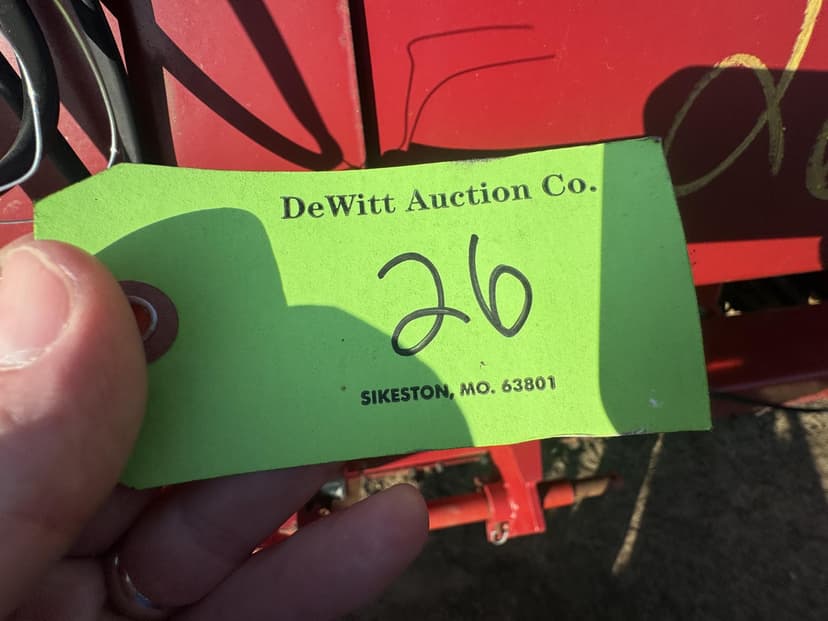 DeWitt Auction Co.
26
SIKESTON, MO. 63801